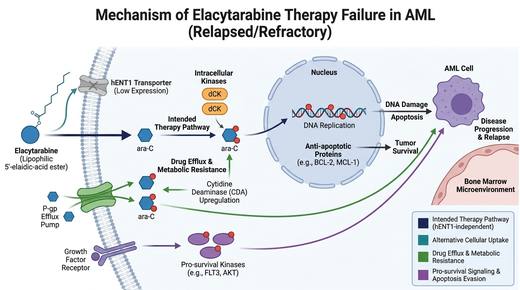 Mechanism of Elacytarabine Therapy Failure in AML
(Relapsed/Refractory)
hENT1 Transporter
(Low Expression)
Intracellular
Kinases
dCK
dCK
Intended
Therapy Pathway
Elacytarabine
(Lipophilic
5'-elaidic-acid ester)
ara-C
ara-C
Nucleus
DNA Replication
Anti-apoptotic
Proteins
(e.g., BCL-2, MCL-1)
DNA Damage
Apoptosis
Tumor
Survival
AML Cell
Disease
Progression
& Relapse
Bone Marrow
Microenvironment
Drug Efflux &
Metabolic Resistance
Cytidine
Deaminase (CDA)
Upregulation
P-gp
Efflux
Pump
ara-C
Growth
Factor
Receptor
Pro-survival Kinases
(e.g., FLT3, AKT)
Intended Therapy Pathway
(hENT1-independent)
Alternative Cellular Uptake
Drug Efflux & Metabolic
Resistance
Pro-survival Signaling &
Apoptosis Evasion